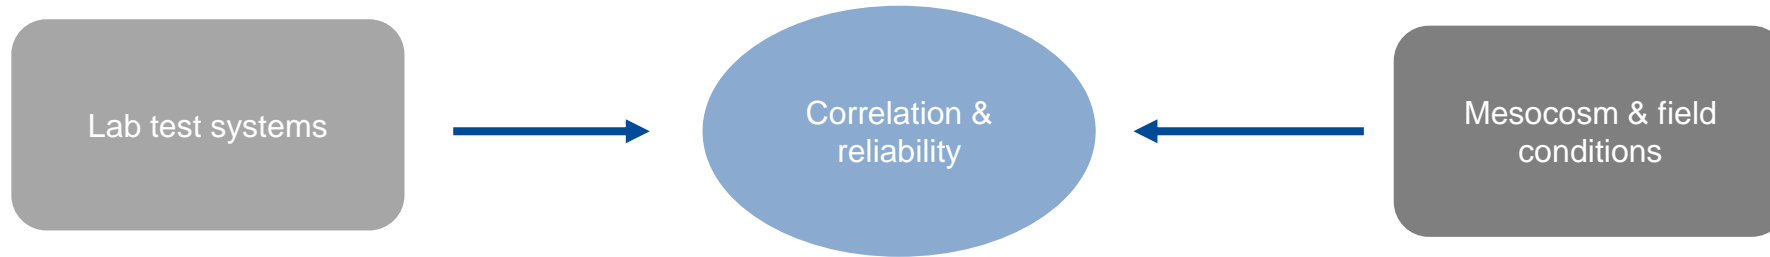 Lab test systems
Correlation &
reliability
Mesocosm & field
conditions